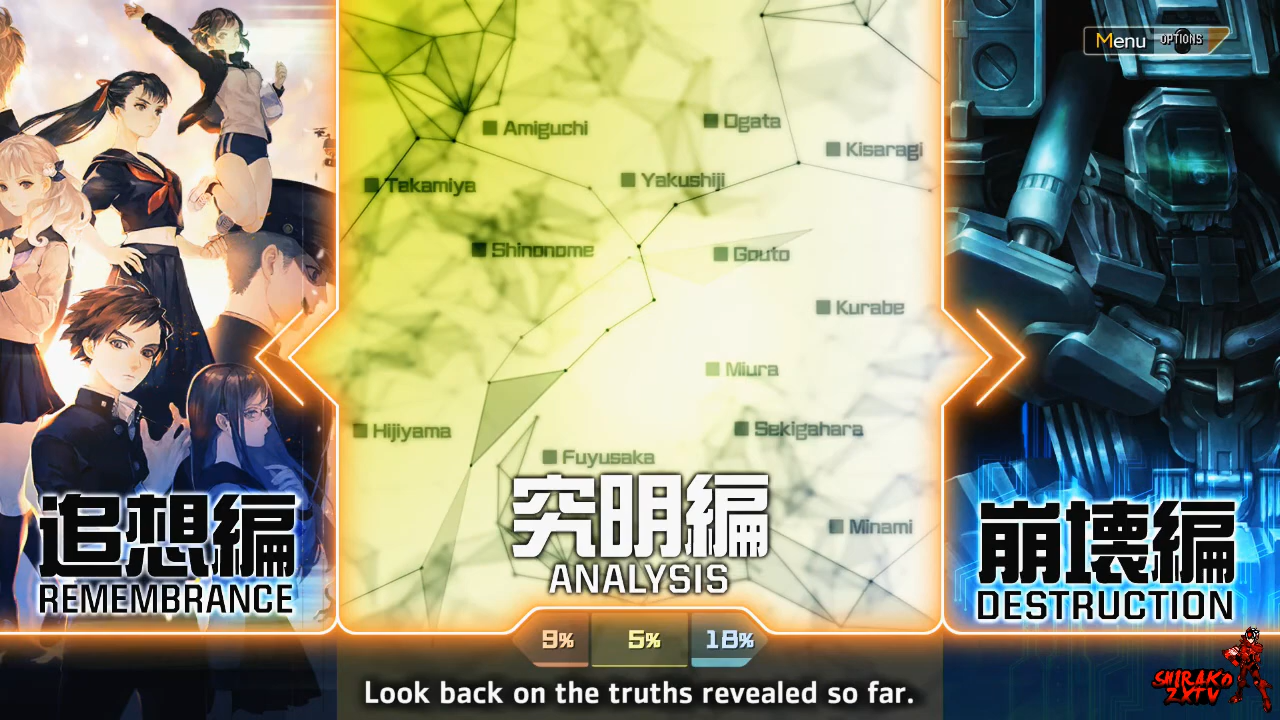 Menu OPTIONS
Amiguchi
Ogata
Kisaragi
Takamiya
Yakushiji
Shinonome
Gouto
Kurabe
Miura
Hijiyama
Sekigahara
Fuyusaka
Minami
追想編
REMEMBRANCE
究明編
ANALYSIS
崩壊編
DESTRUCTION
9% 5% 18%
Look back on the truths revealed so far.
SHIRAKO
ZXTV